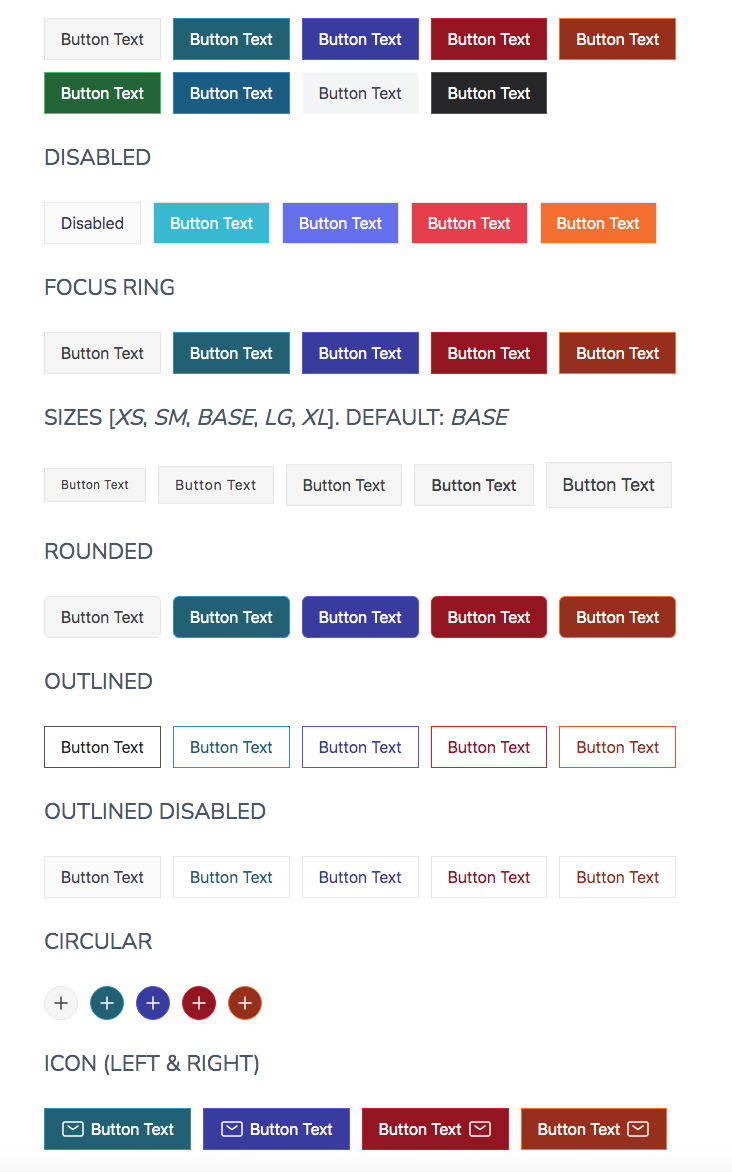 Button Text Button Text Button Text Button Text Button Text
Button Text Button Text Button Text Button Text
DISABLED
Disabled Button Text Button Text Button Text Button Text
FOCUS RING
Button Text Button Text Button Text Button Text Button Text
SIZES [XS, SM, BASE, LG, XL]. DEFAULT: BASE
Button Text Button Text Button Text Button Text Button Text
ROUNDED
Button Text Button Text Button Text Button Text Button Text
OUTLINED
Button Text Button Text Button Text Button Text Button Text
OUTLINED DISABLED
Button Text Button Text Button Text Button Text Button Text
CIRCULAR
+ + + + +
ICON (LEFT & RIGHT)
Button Text Button Text Button Text Button Text